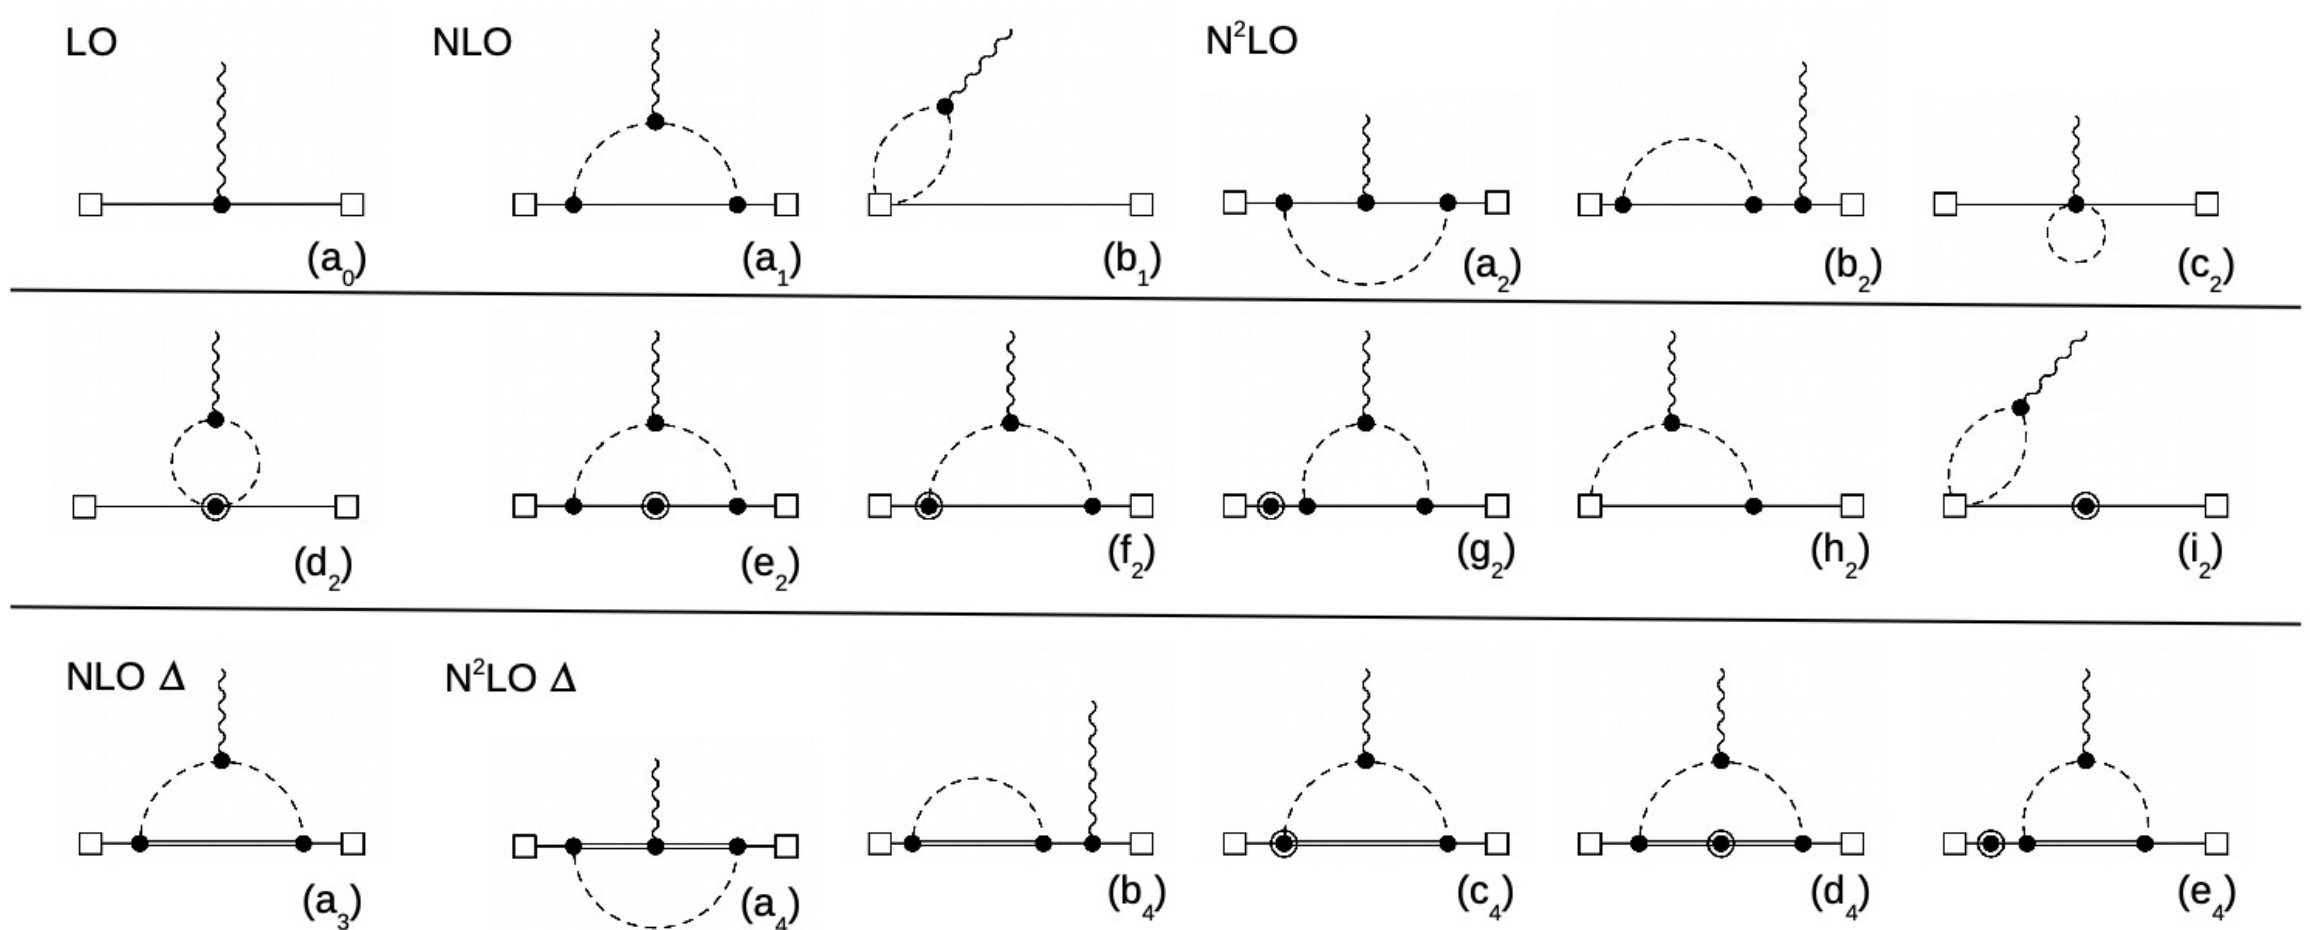 LO NLO N²LO
(a₀) (a₁) (b₁) (a₂) (b₂) (c₂)
(d₂) (e₂) (f₂) (g₂) (h₂) (i₂)
NLO Δ N²LO Δ
(a₃) (a₄) (b₄) (c₄) (d₄) (e₄)